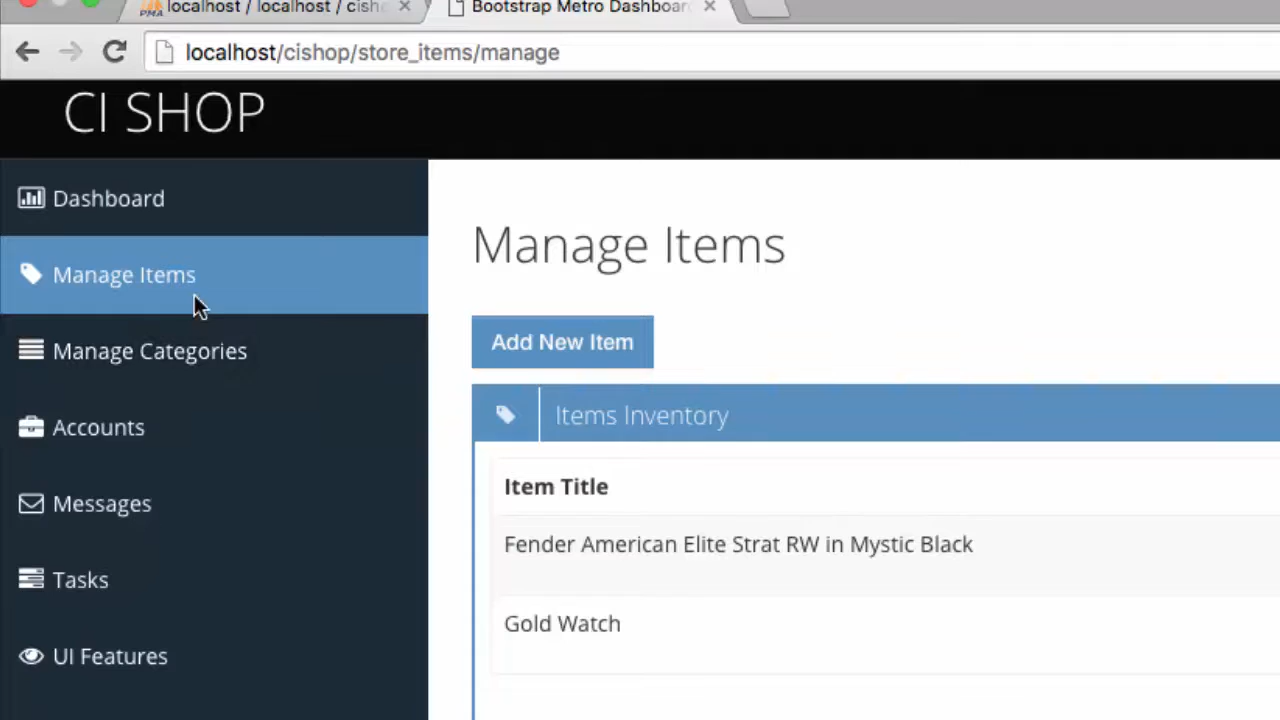 PMA localhost / localhost / cish
Bootstrap Metro Dashboar
localhost/cishop/store_items/manage
CI SHOP
Dashboard
Manage Items
Manage Categories
Accounts
Messages
Tasks
UI Features
Manage Items
Add New Item
Items Inventory
Item Title
Fender American Elite Strat RW in Mystic Black
Gold Watch